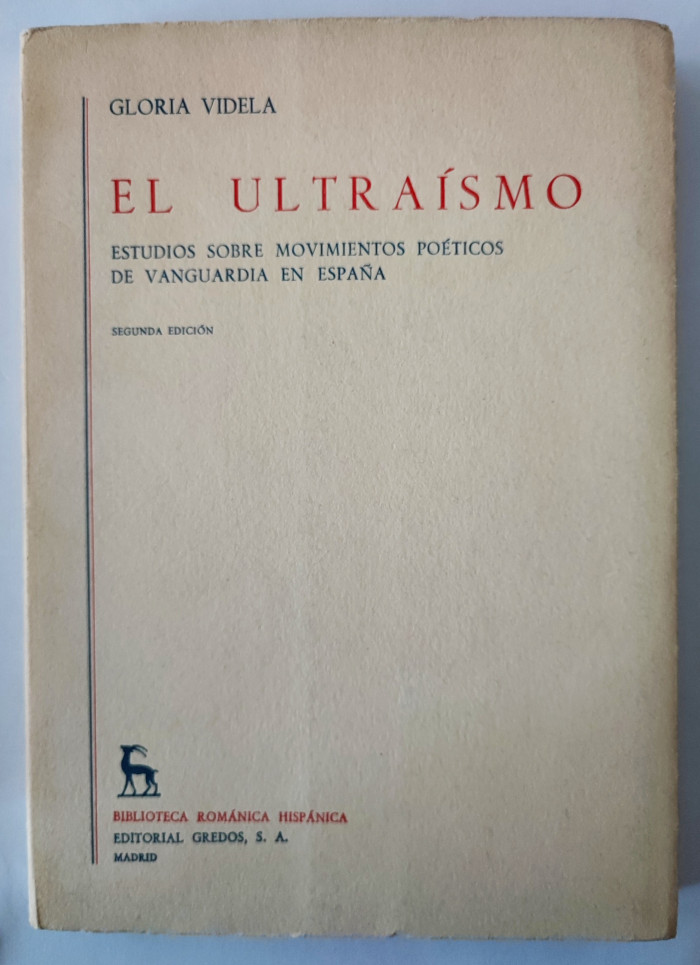 GLORIA VIDELA
EL ULTRAÍSMO
ESTUDIOS SOBRE MOVIMIENTOS POÉTICOS
DE VANGUARDIA EN ESPAÑA
SEGUNDA EDICIÓN
BIBLIOTECA ROMÁNICA HISPÁNICA
EDITORIAL GREDOS, S. A.
MADRID